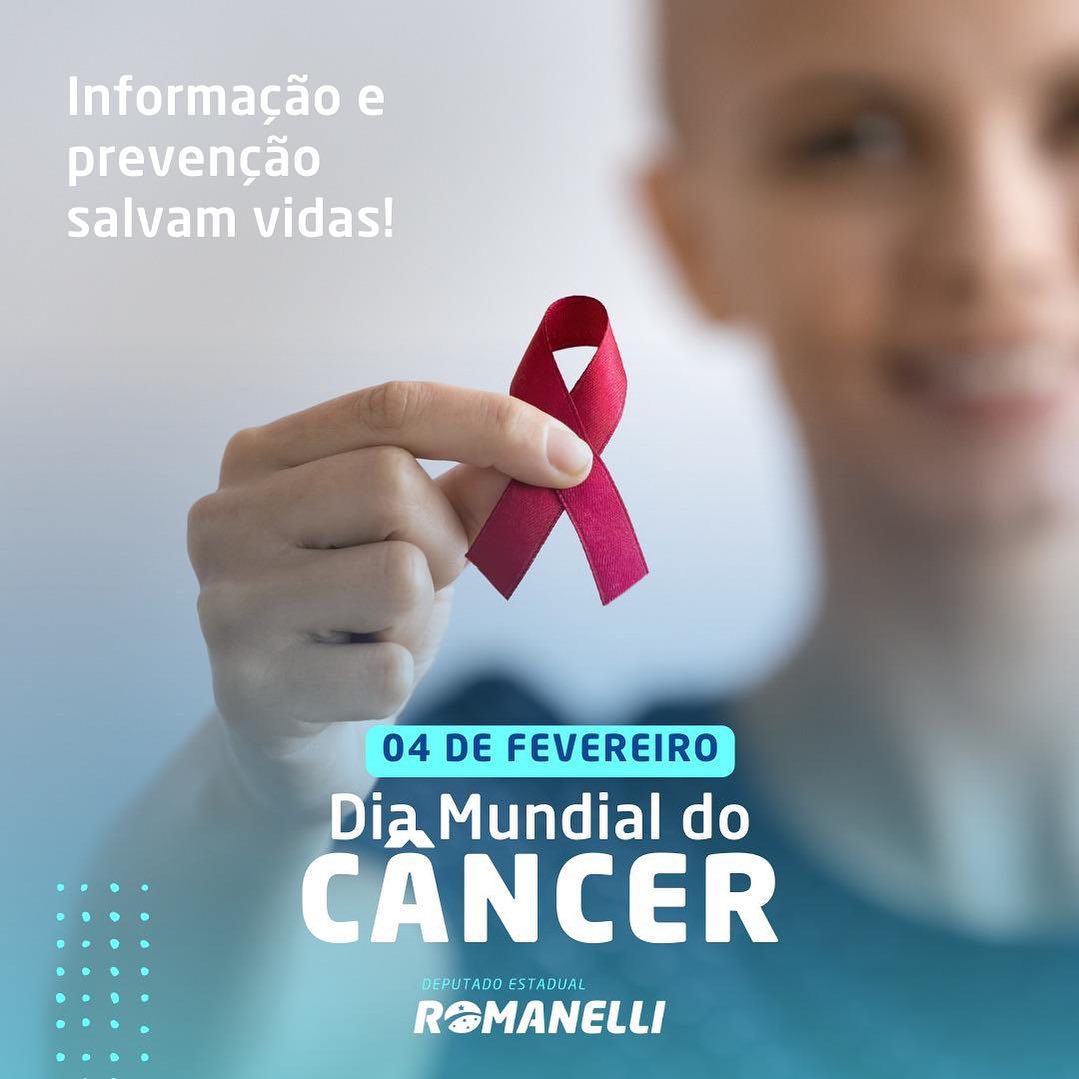 Informação e
prevenção
salvam vidas!
04 DE FEVEREIRO
Dia Mundial do
CÂNCER
DEPUTADO ESTADUAL
ROMANELLI